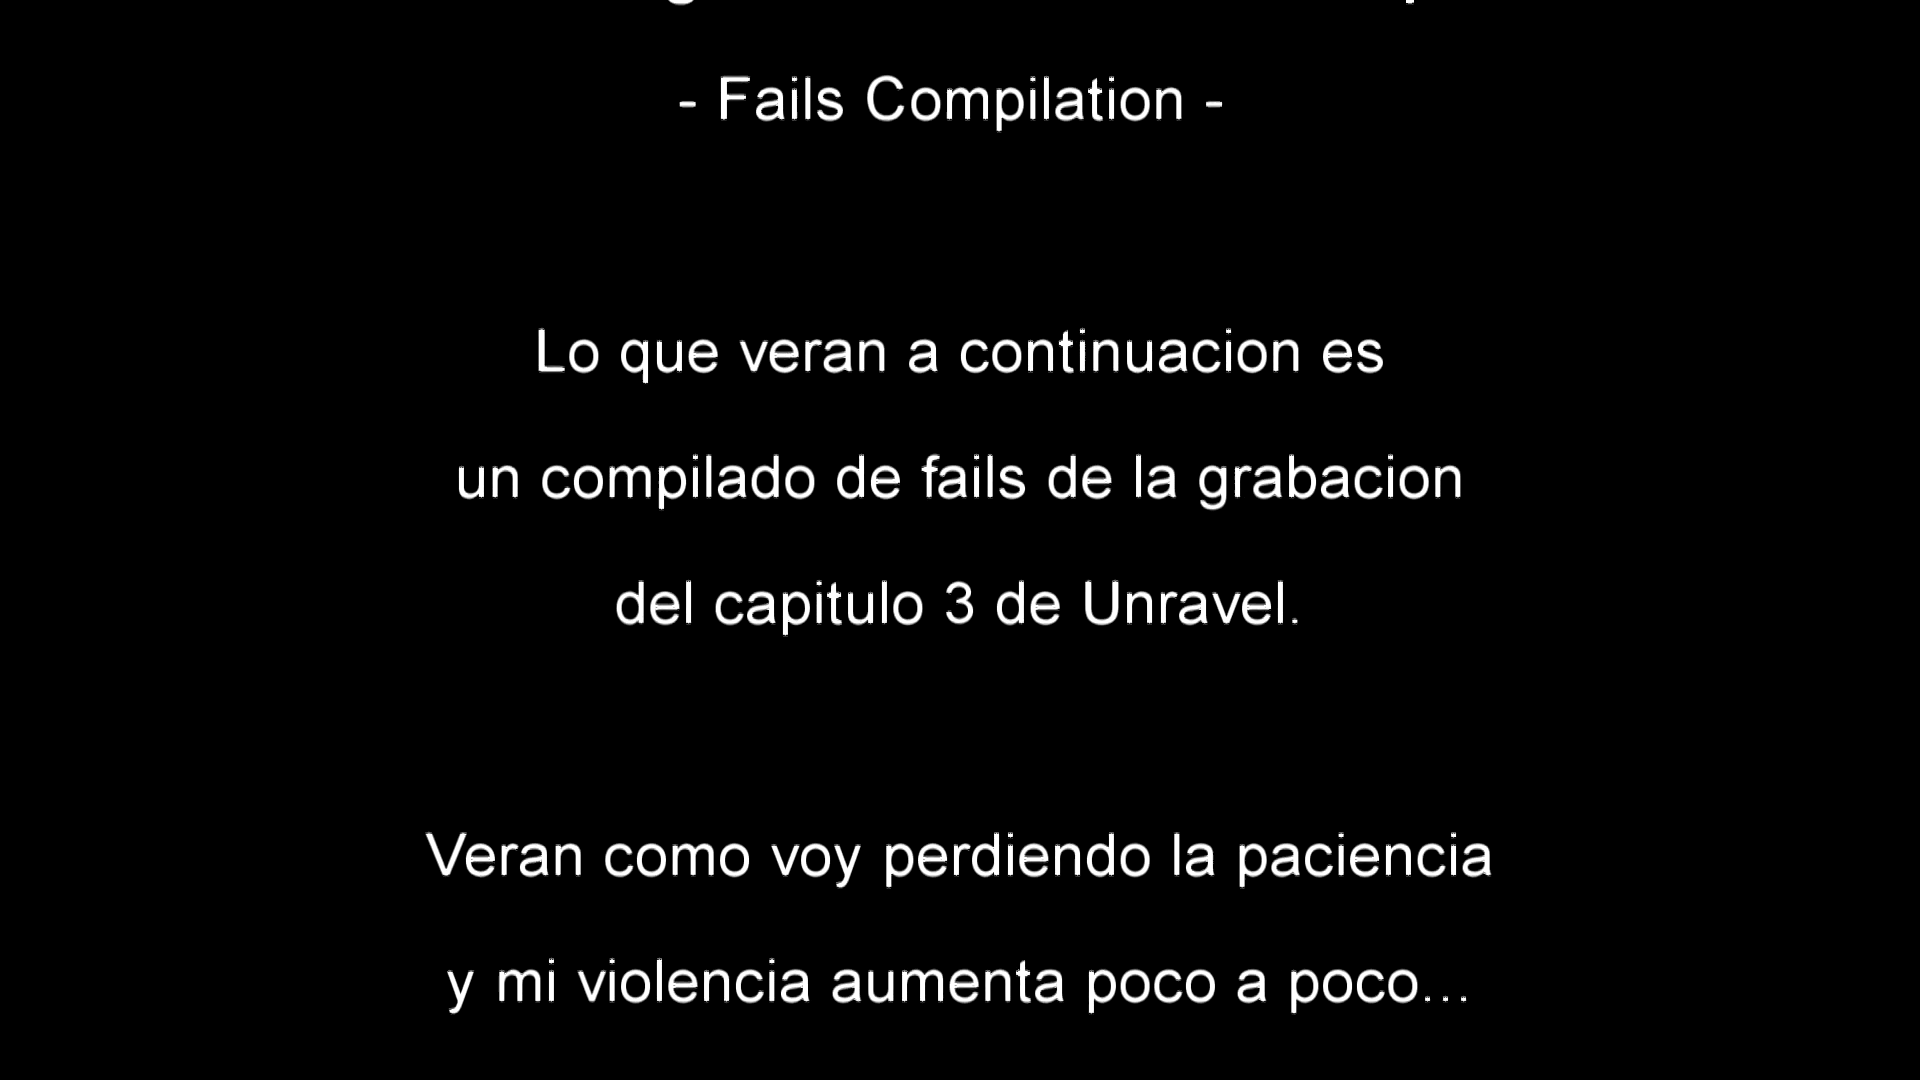 - Fails Compilation -
Lo que veran a continuacion es
un compilado de fails de la grabacion
del capitulo 3 de Unravel.
Veran como voy perdiendo la paciencia
y mi violencia aumenta poco a poco...